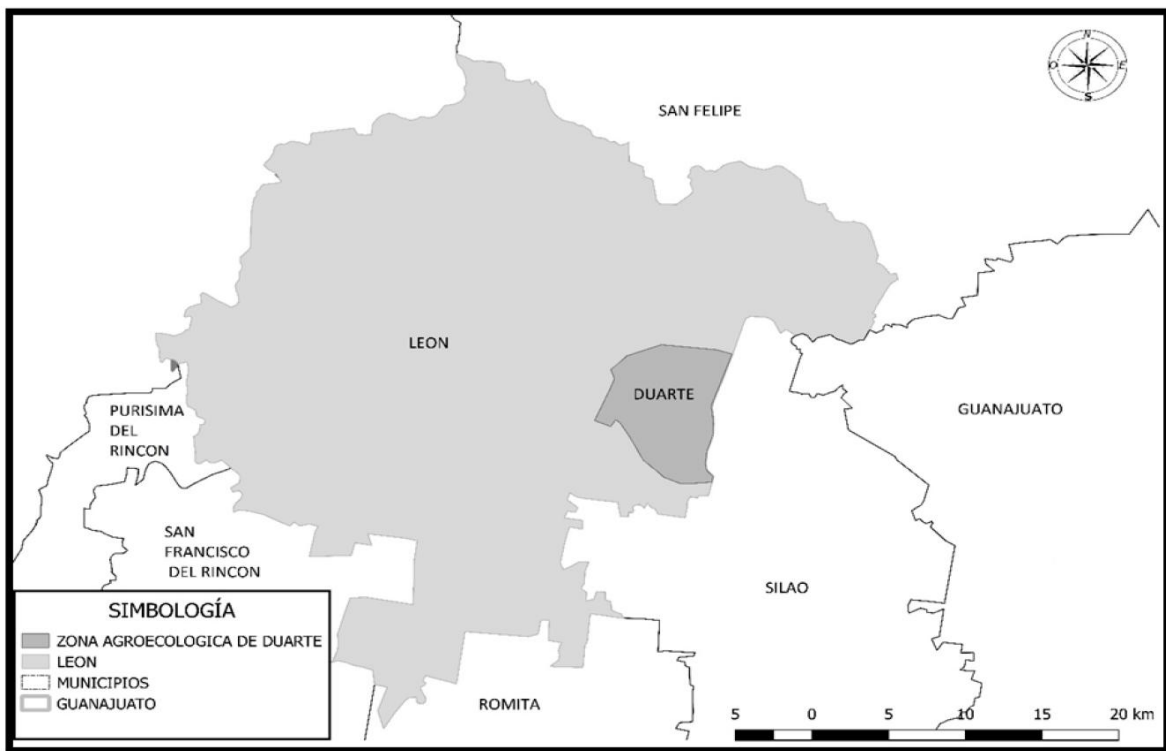 N
O
E
S
SAN FELIPE
LEON
DUARTE
GUANAJUATO
PURISIMA
DEL
RINCON
SAN
FRANCISCO
DEL RINCON
SILAO
ROMITA
SIMBOLOGÍA
ZONA AGROECOLOGICA DE DUARTE
LEON
MUNICIPIOS
GUANAJUATO
5 0 5 10 15 20 km